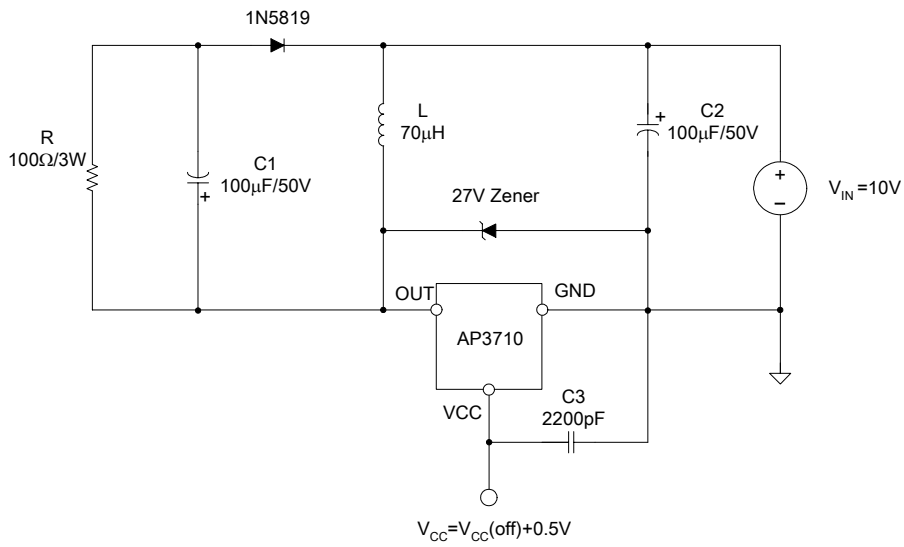 1N5819
L
70μH
C2
+
100μF/50V
R
100Ω/3W
C1
100μF/50V
+
27V Zener
+
−
V_IN=10V
OUT
GND
AP3710
VCC
C3
2200pF
V_CC=V_CC(off)+0.5V